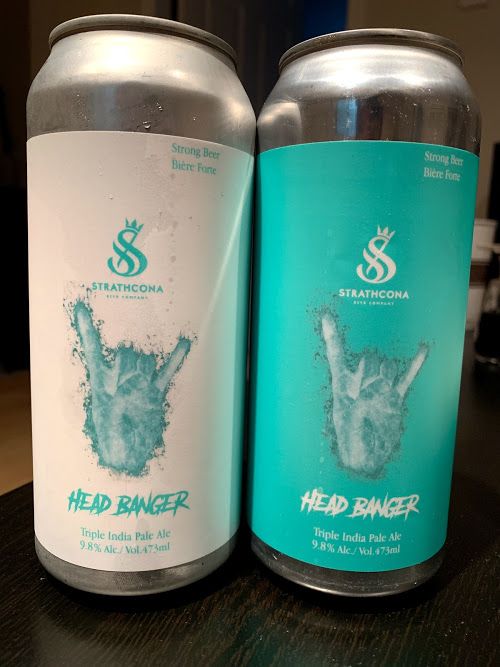 Strong Beer
Bière Forte
STRATHCONA
BEER COMPANY
HEAD BANGER
Triple India Pale Ale
9.8% Alc./Vol.473ml
Strong Beer
Bière Forte
STRATHCONA
BEER COMPANY
HEAD BANGER
Triple India Pale Ale
9.8% Alc./Vol.473ml